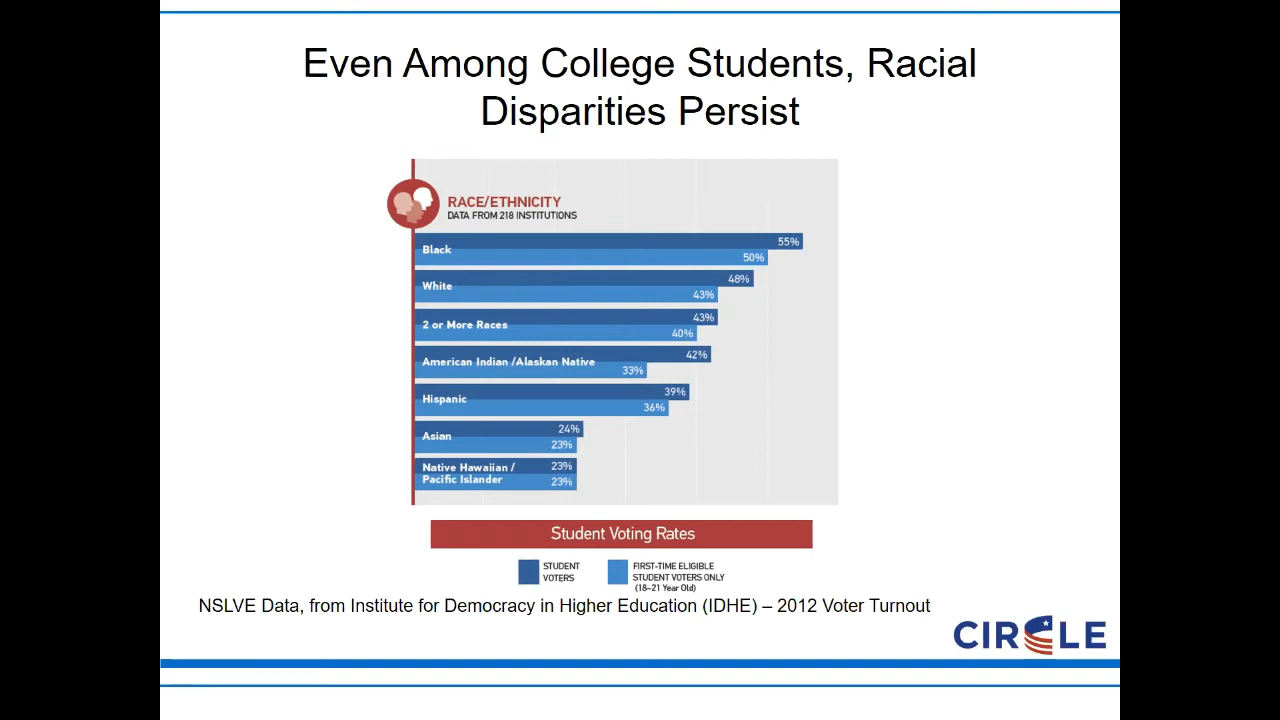 Even Among College Students, Racial
Disparities Persist
RACE/ETHNICITY
DATA FROM 218 INSTITUTIONS
Black
55%
50%
White
48%
43%
2 or More Races
43%
40%
American Indian /Alaskan Native
42%
33%
Hispanic
39%
36%
Asian
24%
23%
Native Hawaiian /
Pacific Islander
23%
23%
Student Voting Rates
STUDENT
VOTERS
FIRST-TIME ELIGIBLE
STUDENT VOTERS ONLY
(18–21 Year Old)
NSLVE Data, from Institute for Democracy in Higher Education (IDHE) – 2012 Voter Turnout
CIRCLE